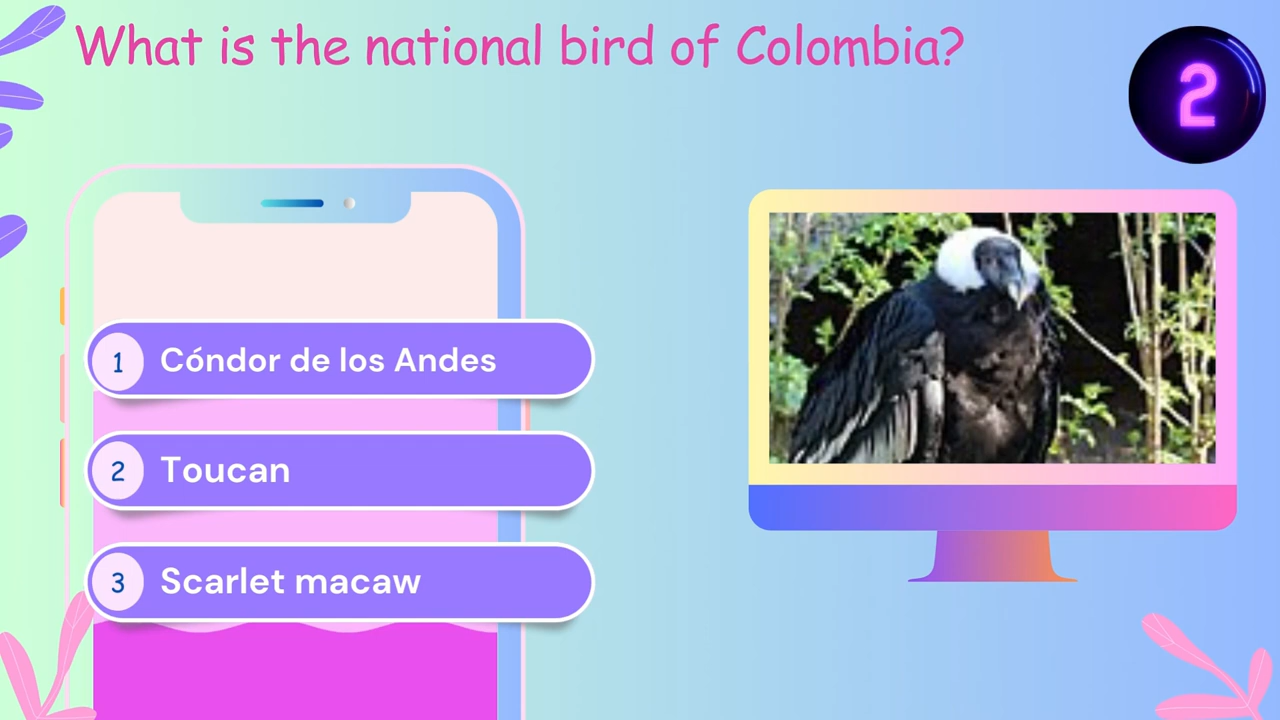 What is the national bird of Colombia?
2
1 Cóndor de los Andes
2 Toucan
3 Scarlet macaw